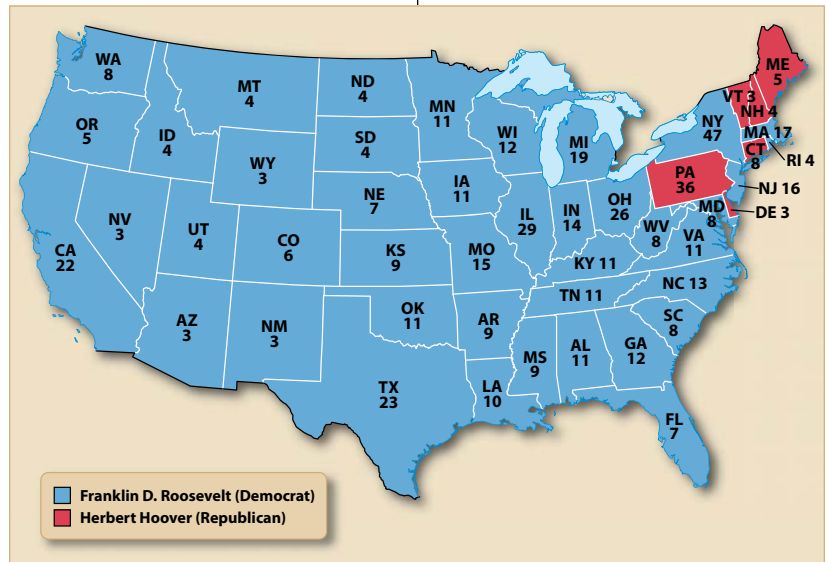 WA
8
OR
5
ID
4
MT
4
WY
3
ND
4
SD
4
NE
7
MN
11
WI
12
MI
19
IA
11
NV
3
UT
4
CO
6
CA
22
KS
9
MO
15
IL
29
IN
14
OH
26
KY 11
WV
8
VA
11
MD
8
PA
36
NY
47
VT 3
NH 4
ME
5
MA 17
CT
8
RI 4
NJ 16
DE 3
NC 13
TN 11
SC
8
AZ
3
NM
3
OK
11
AR
9
TX
23
LA
10
MS
9
AL
11
GA
12
FL
7
Franklin D. Roosevelt (Democrat)
Herbert Hoover (Republican)